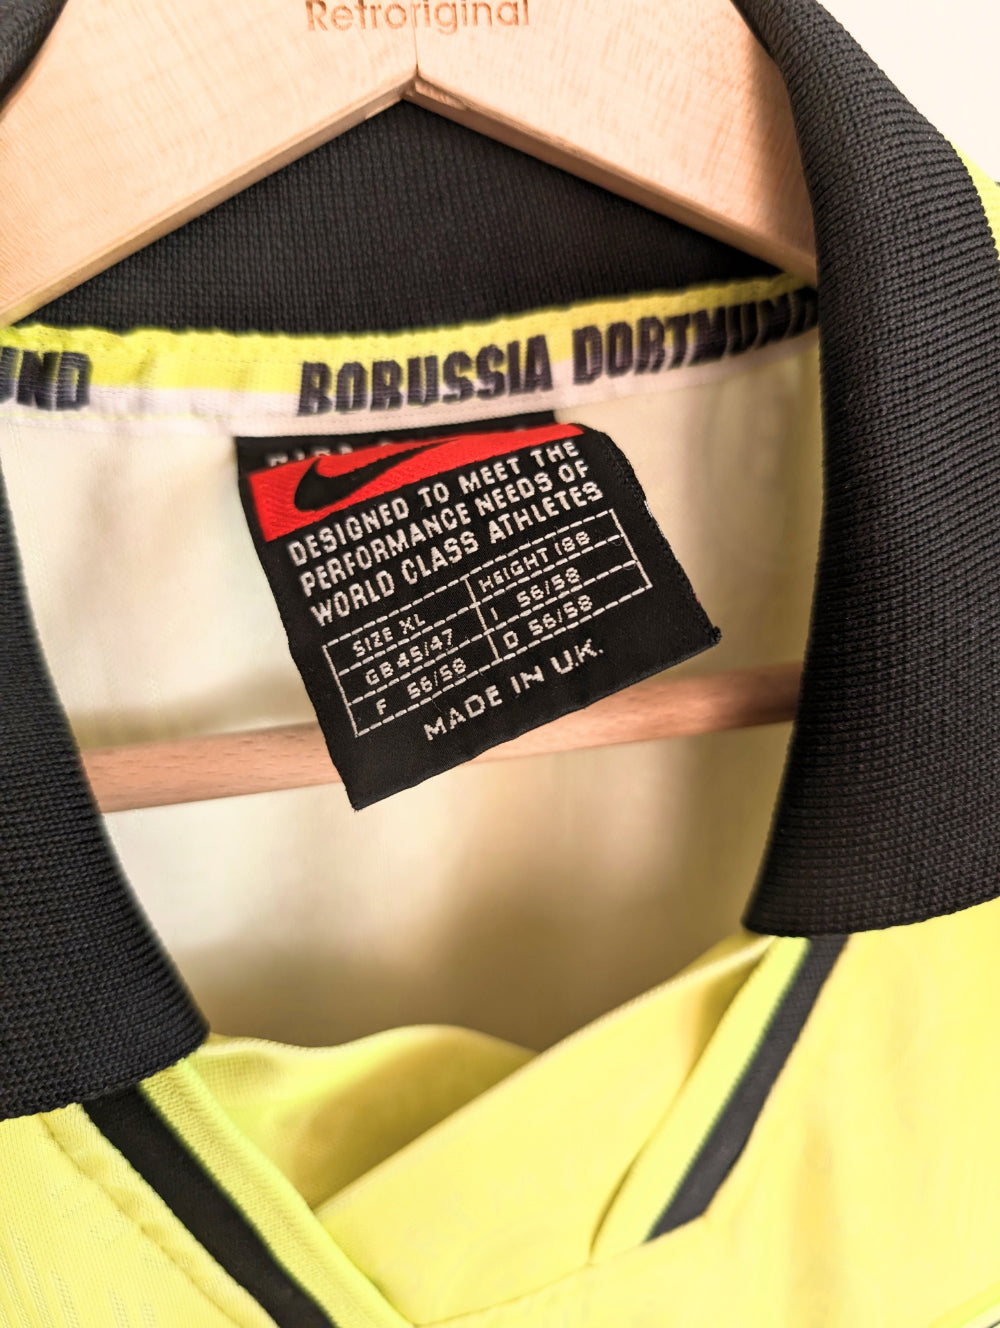 Retroriginal
UND
BORUSSIA DORTMUND
DESIGNED TO MEET THE
PERFORMANCE NEEDS OF
WORLD CLASS ATHLETES
SIZE XL HEIGHT 188
GB 45/47 I 56/58
F 56/58 D 56/58
MADE IN U.K.